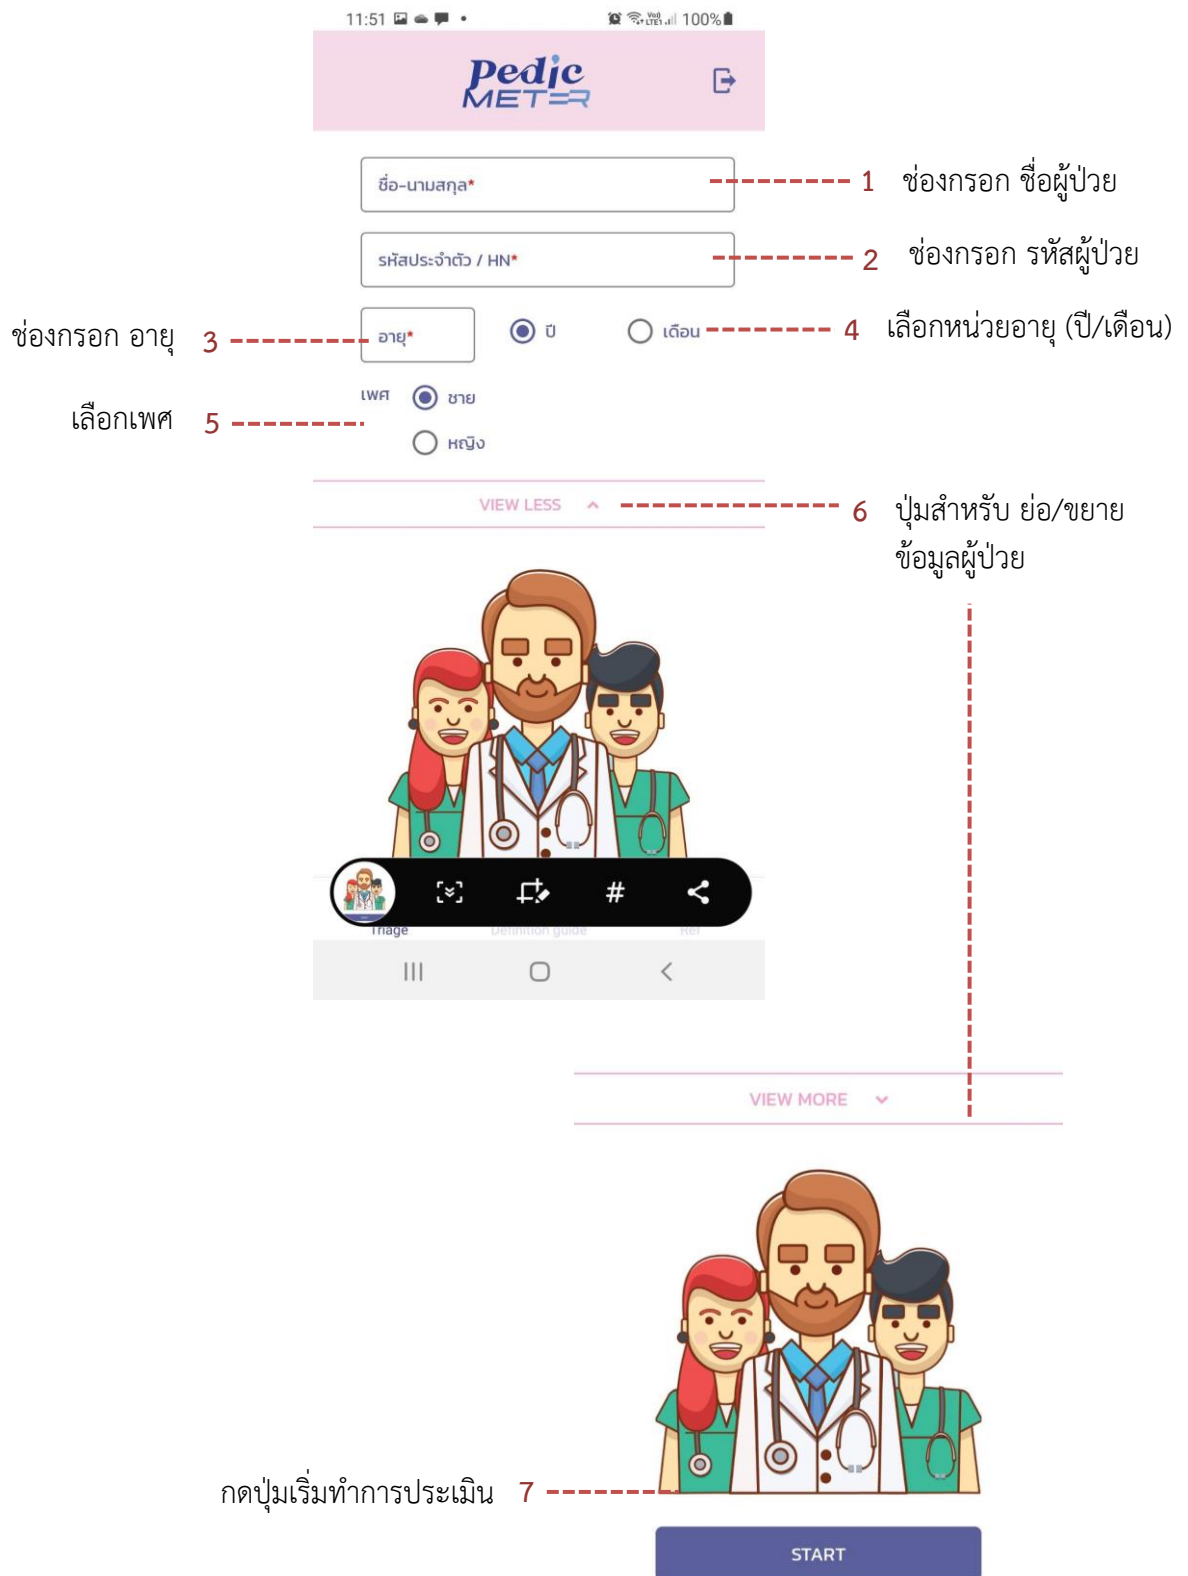 11:51
Vo)) LTE1 100%
Pedic
METER
ชื่อ-นามสกุล*
1 ช่องกรอก ชื่อผู้ป่วย
รหัสประจำตัว / HN*
2 ช่องกรอก รหัสผู้ป่วย
ช่องกรอก อายุ 3
อายุ*
ปี
เดือน
4 เลือกหน่วยอายุ (ปี/เดือน)
เลือกเพศ 5
เพศ
ชาย
หญิง
VIEW LESS
6 ปุ่มสำหรับ ย่อ/ขยาย
ข้อมูลผู้ป่วย
#
Triage
Definition guide
Ref
VIEW MORE
กดปุ่มเริ่มทำการประเมิน 7
START